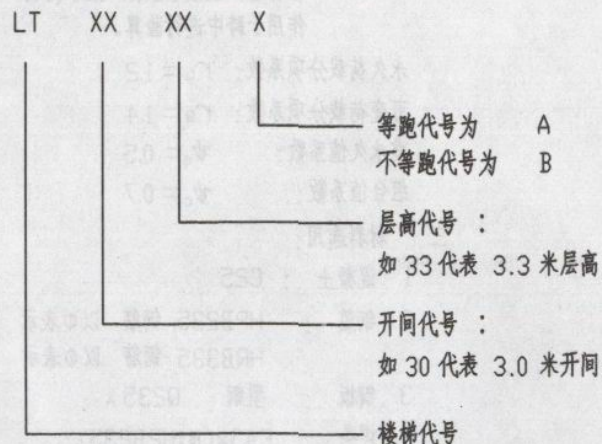 LT XX XX X
等跑代号为 A
不等跑代号为 B
层高代号：
如 33 代表 3.3 米层高
开间代号：
如 30 代表 3.0 米开间
楼梯代号